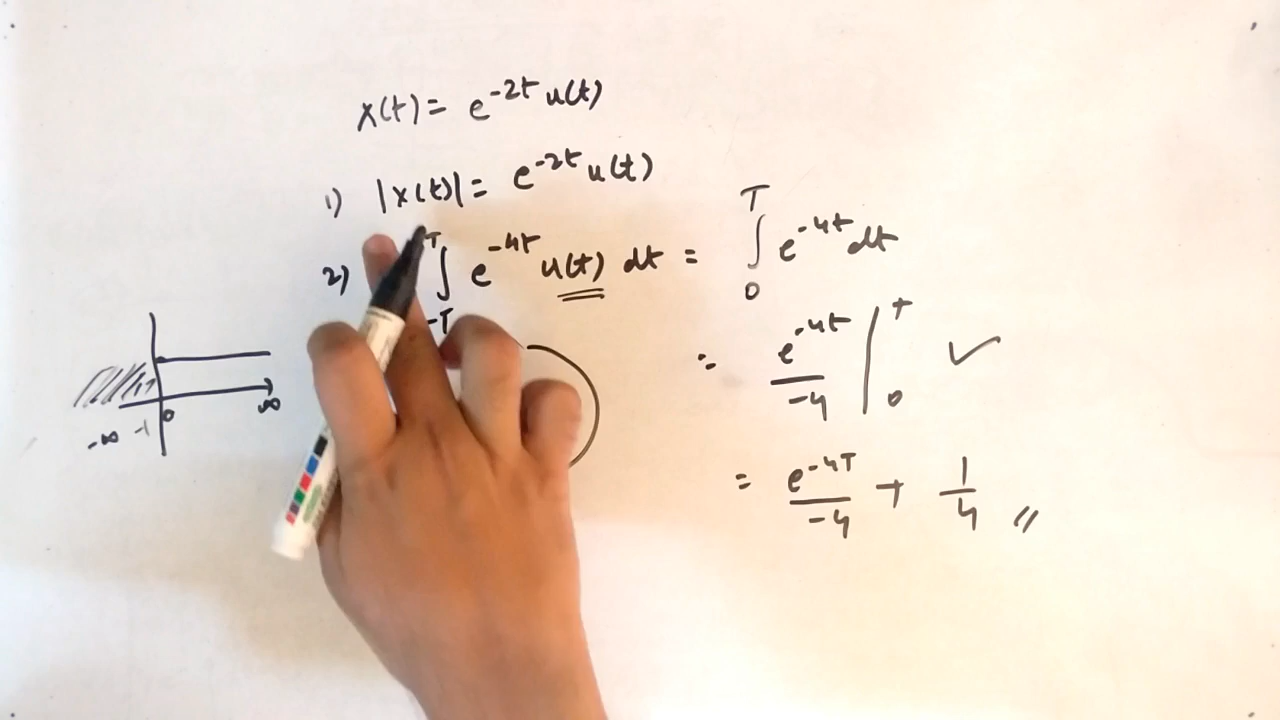 x(t) = e^{-2t} u(t)
1) |x(t)| = e^{-2t} u(t)
2) ∫_{-T}^{T} e^{-4t} u(t) dt = ∫_{0}^{T} e^{-4t} dt
= e^{-4t}/-4 |_{0}^{T} ✓
= e^{-4T}/-4 + 1/4 //
-∞ -1 0 ∞